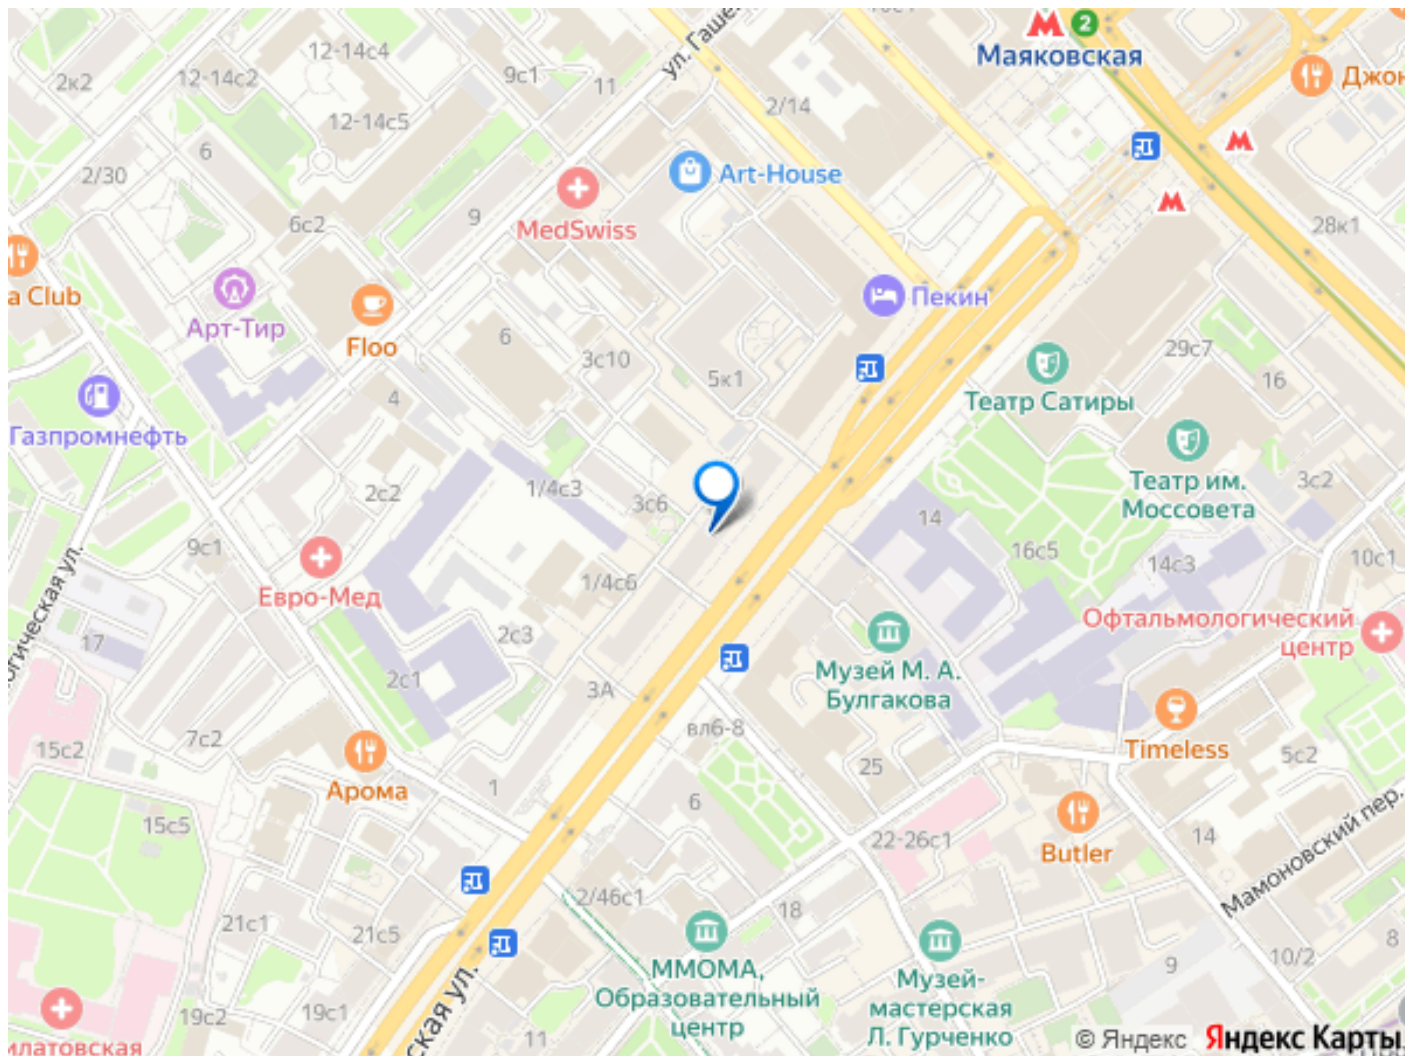 12-14с4
ул. Гаше
Маяковская
2
2к2
12-14с2
9с1
11
2/14
Джон
12-14с5
6
2/30
Art-House
6с2
9
MedSwiss
28к1
a Club
Арт-Тир
Floo
6
3с10
5к1
Пекин
29с7
16
Театр Сатиры
4
Газпромнефть
2с2
1/4с3
3с6
14
Театр им.
Моссовета
3с2
9с1
16с5
14с3
10с1
огическая ул.
Евро-Мед
1/4с6
17
2с3
Офтальмологический
центр
2с1
3А
Музей М. А.
Булгакова
15с2
7с2
вл6-8
25
Timeless
5с2
Арома
1
6
15с5
22-26с1
Butler
14
Мамоновский пер.
2/46с1
18
21с1
21с5
8
ММОМА,
Образовательный
центр
9
10/2
Музей-
мастерская
Л. Гурченко
19с2
19с1
ская ул.
11
илатовская
© Яндекс Яндекс Карты